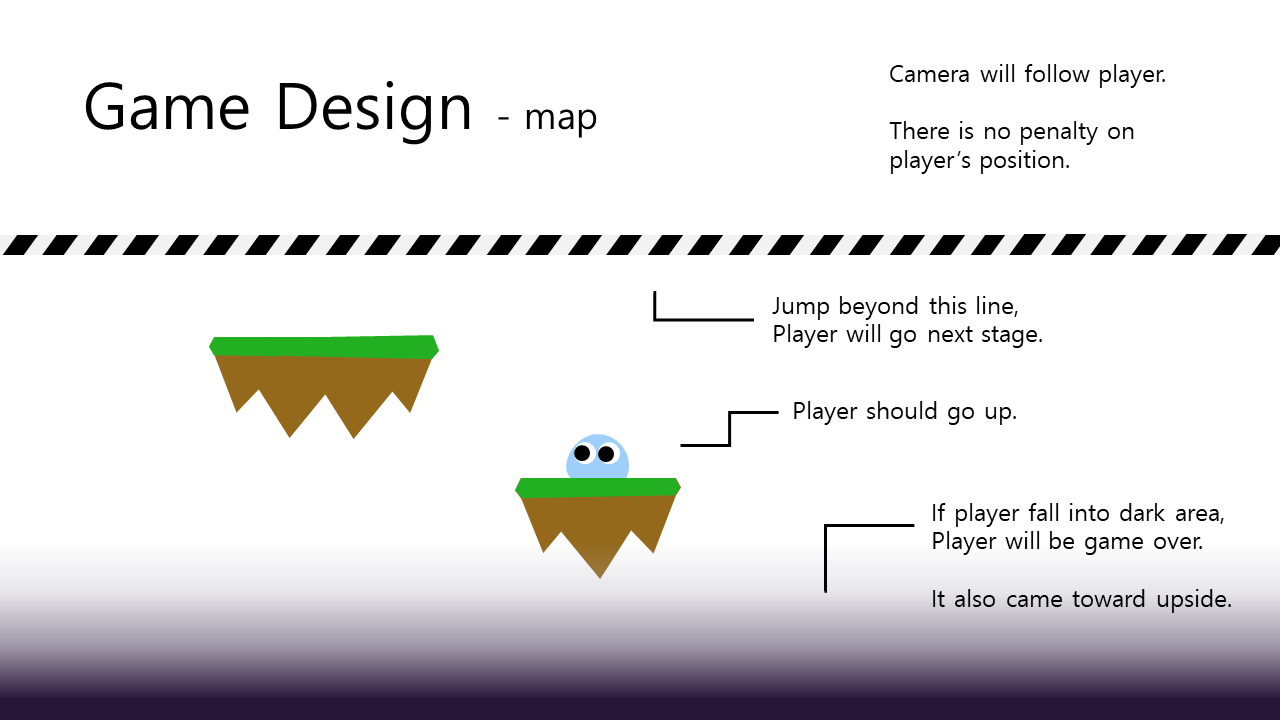 Game Design - map
Camera will follow player.
There is no penalty on
player’s position.
Jump beyond this line,
Player will go next stage.
Player should go up.
If player fall into dark area,
Player will be game over.
It also came toward upside.